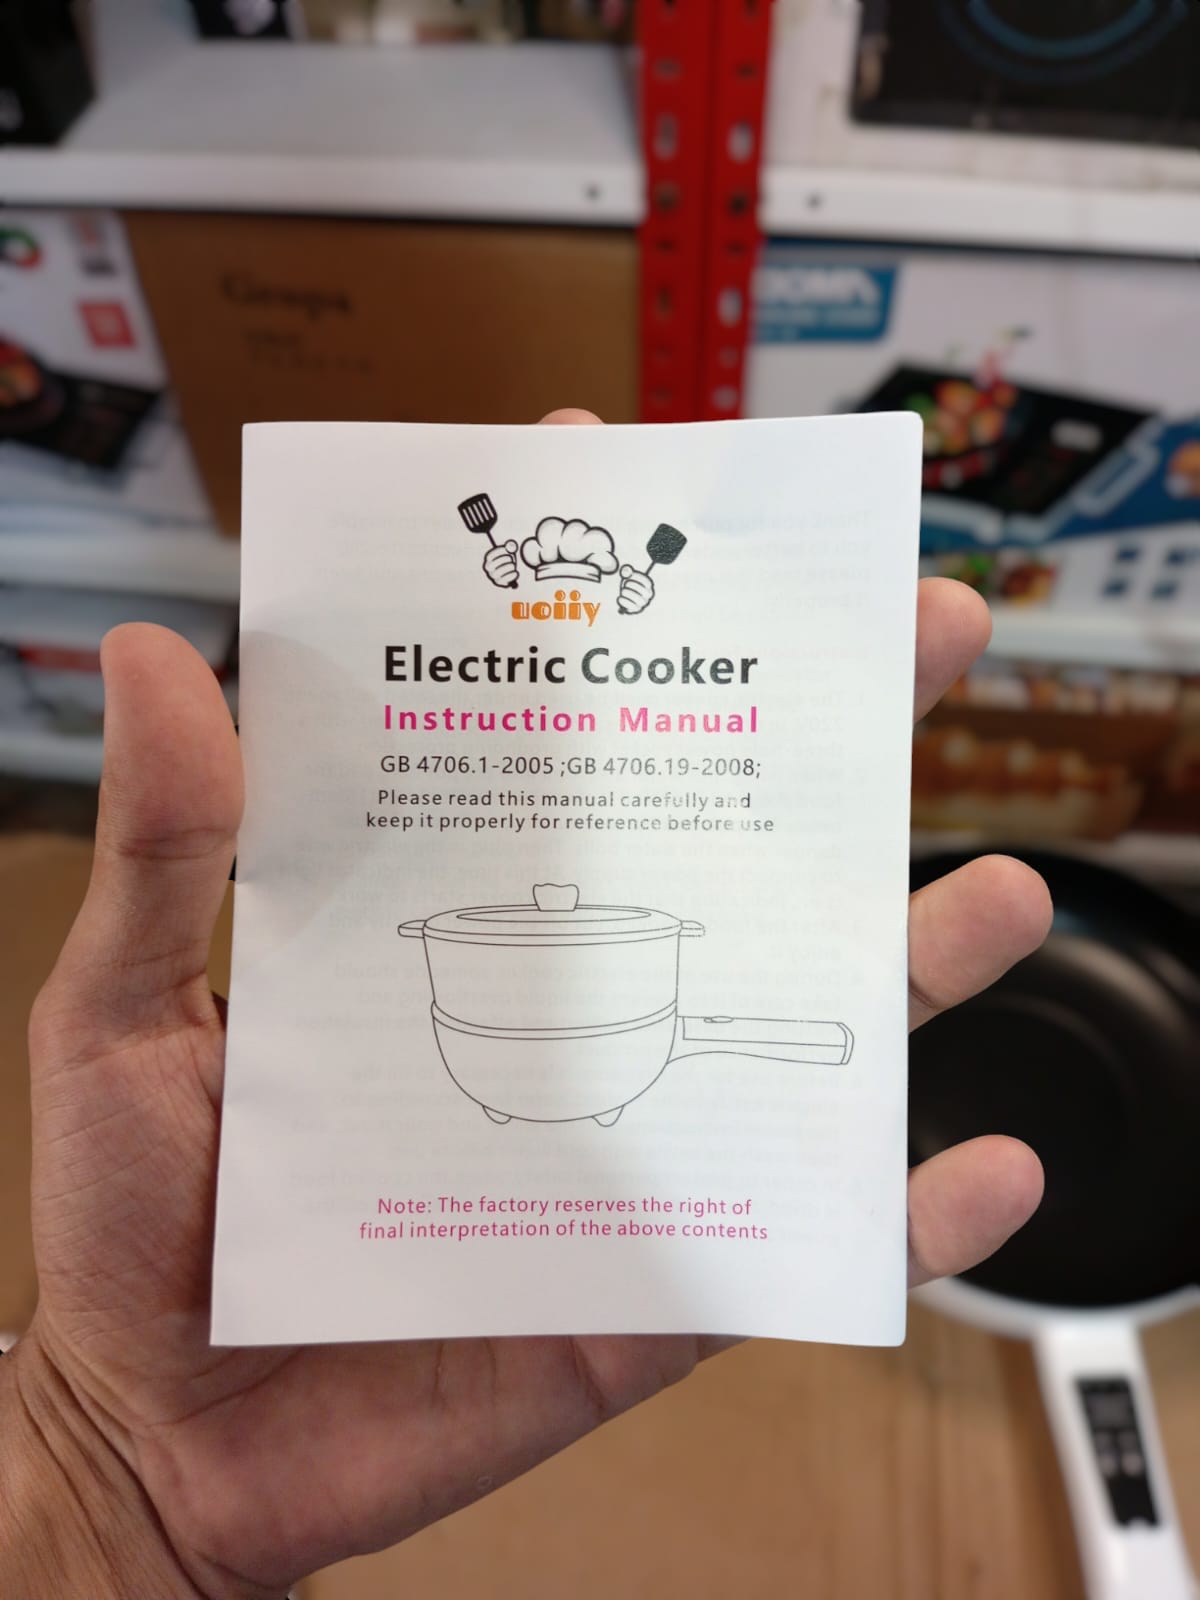 uoiiy
Electric Cooker
Instruction Manual
GB 4706.1-2005 ;GB 4706.19-2008;
Please read this manual carefully and
keep it properly for reference before use
Note: The factory reserves the right of
final interpretation of the above contents